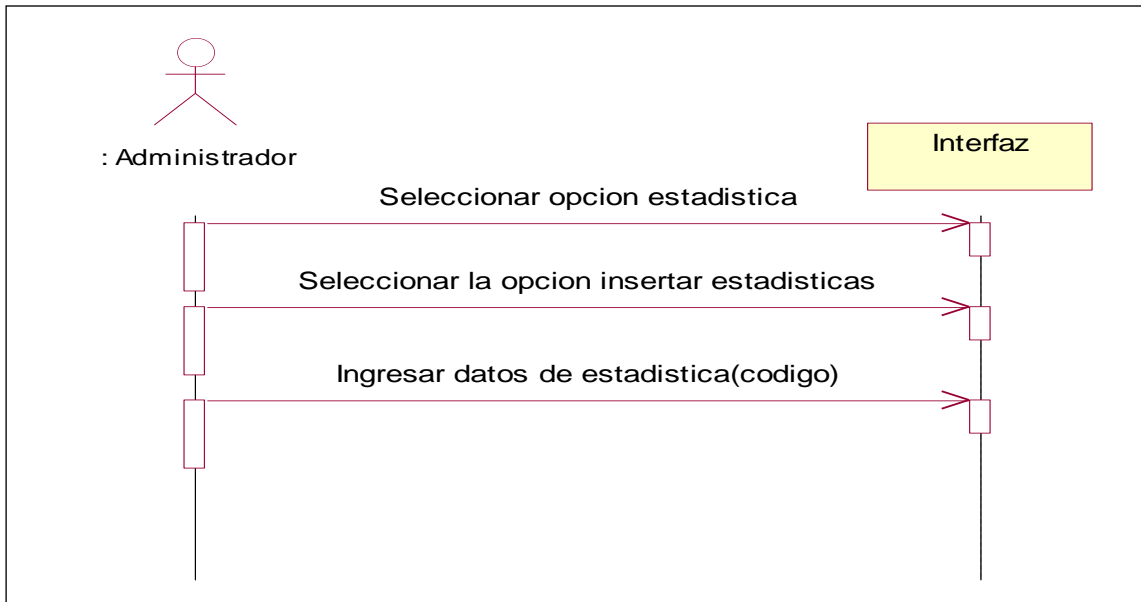 : Administrador
Interfaz
Seleccionar opcion estadistica
Seleccionar la opcion insertar estadisticas
Ingresar datos de estadistica(codigo)